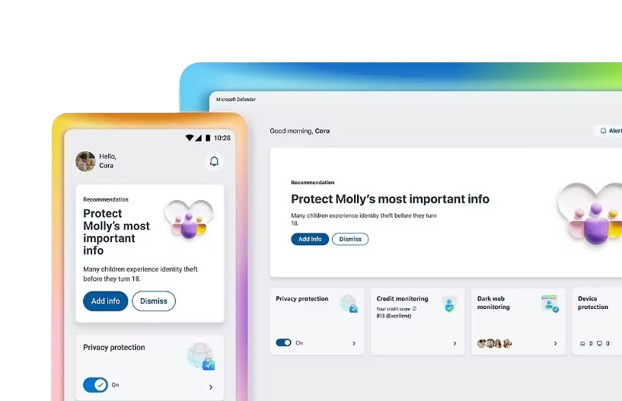 Microsoft Defender
Good morning, Cora
Alert
10:28
Hello,
Cora
Recommendation
Protect
Molly's most
important
info
Many children experience identity theft
before they turn 18.
Add info
Dismiss
Privacy protection
On
Recommendation
Protect Molly's most important info
Many children experience identity theft before they turn
18.
Add info
Dismiss
Privacy protection
On
Credit monitoring
Your credit score
813 (Excellent)
Dark web
monitoring
Device
protection